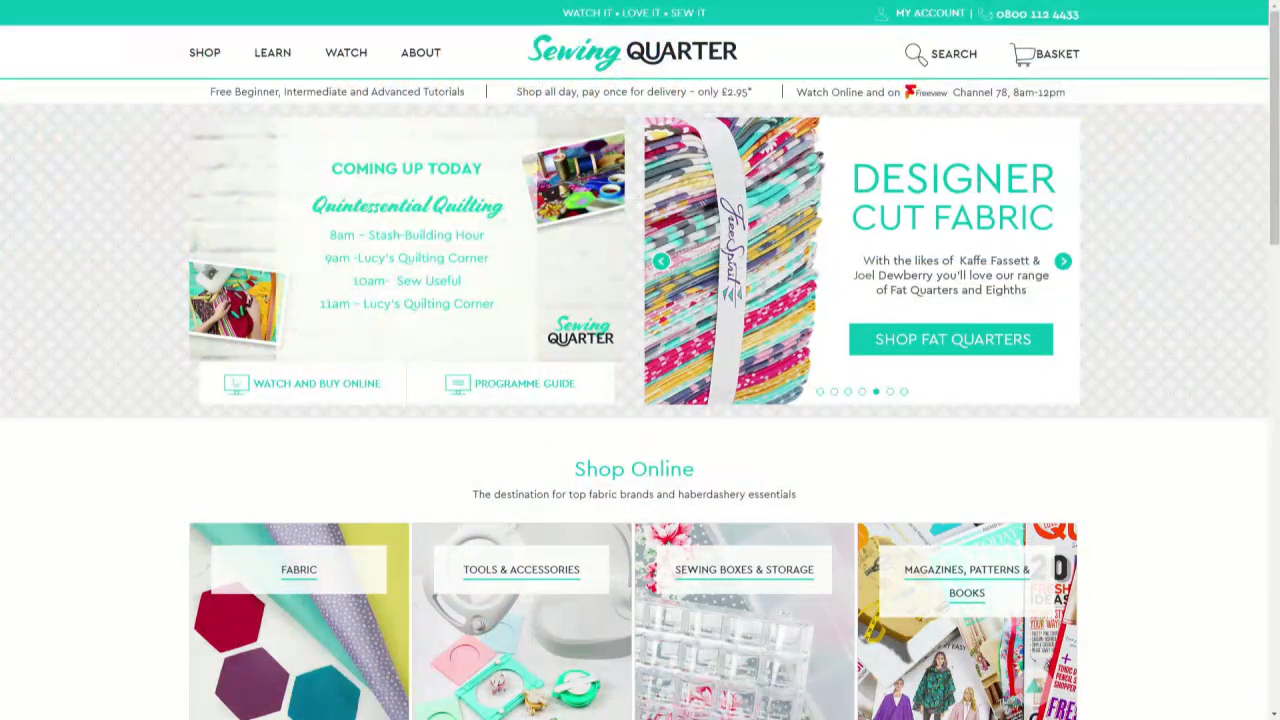 WATCH IT • LOVE IT • SEW IT
MY ACCOUNT | 0800 112 4433
SHOP LEARN WATCH ABOUT
Sewing QUARTER
SEARCH BASKET
Free Beginner, Intermediate and Advanced Tutorials | Shop all day, pay once for delivery – only £2.95* | Watch Online and on Freeview Channel 78, 8am-12pm
COMING UP TODAY
Quintessential Quilting
8am – Stash-Building Hour
9am -Lucy's Quilting Corner
10am- Sew Useful
11am – Lucy's Quilting Corner
Sewing
QUARTER
WATCH AND BUY ONLINE
PROGRAMME GUIDE
FreeSpirit
DESIGNER
CUT FABRIC
With the likes of Kaffe Fassett &
Joel Dewberry you'll love our range
of Fat Quarters and Eighths
SHOP FAT QUARTERS
Shop Online
The destination for top fabric brands and haberdashery essentials
FABRIC
TOOLS & ACCESSORIES
SEWING BOXES & STORAGE
MAGAZINES, PATTERNS &
BOOKS